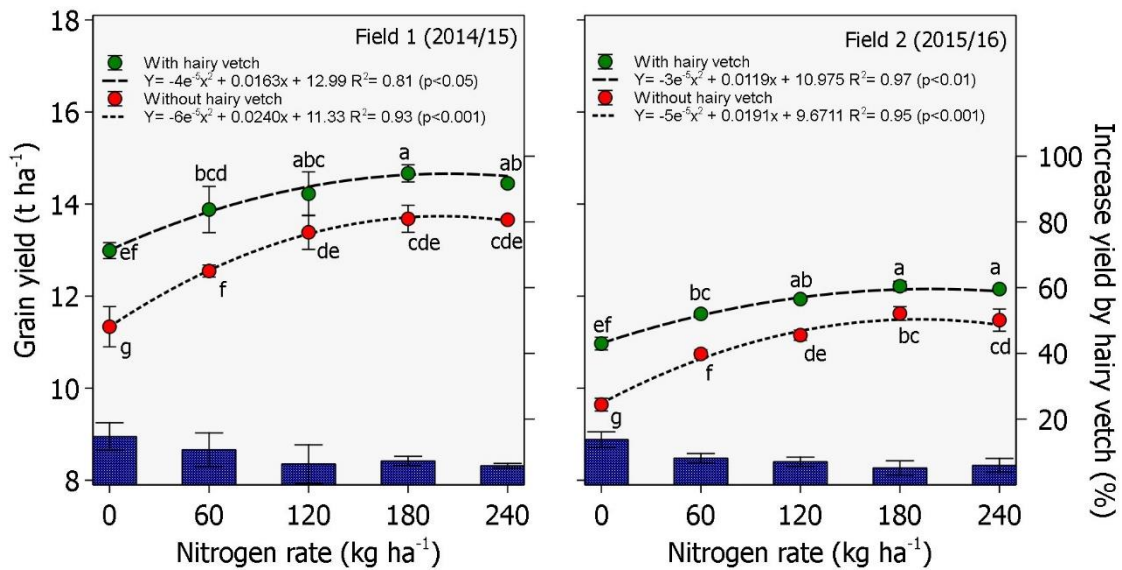 Grain yield (t ha⁻¹)
18
16
14
12
10
8
Field 1 (2014/15)
With hairy vetch
Y= -4e⁻⁵x² + 0.0163x + 12.99 R²= 0.81 (p<0.05)
Without hairy vetch
Y= -6e⁻⁵x² + 0.0240x + 11.33 R²= 0.93 (p<0.001)
ef
bcd
abc
a
ab
g
f
de
cde
cde
0 60 120 180 240
Nitrogen rate (kg ha⁻¹)
Field 2 (2015/16)
With hairy vetch
Y= -3e⁻⁵x² + 0.0119x + 10.975 R²= 0.97 (p<0.01)
Without hairy vetch
Y= -5e⁻⁵x² + 0.0191x + 9.6711 R²= 0.95 (p<0.001)
ef
bc
ab
a
a
g
f
de
bc
cd
0 60 120 180 240
Nitrogen rate (kg ha⁻¹)
100
80
60
40
20
Increase yield by hairy vetch (%)